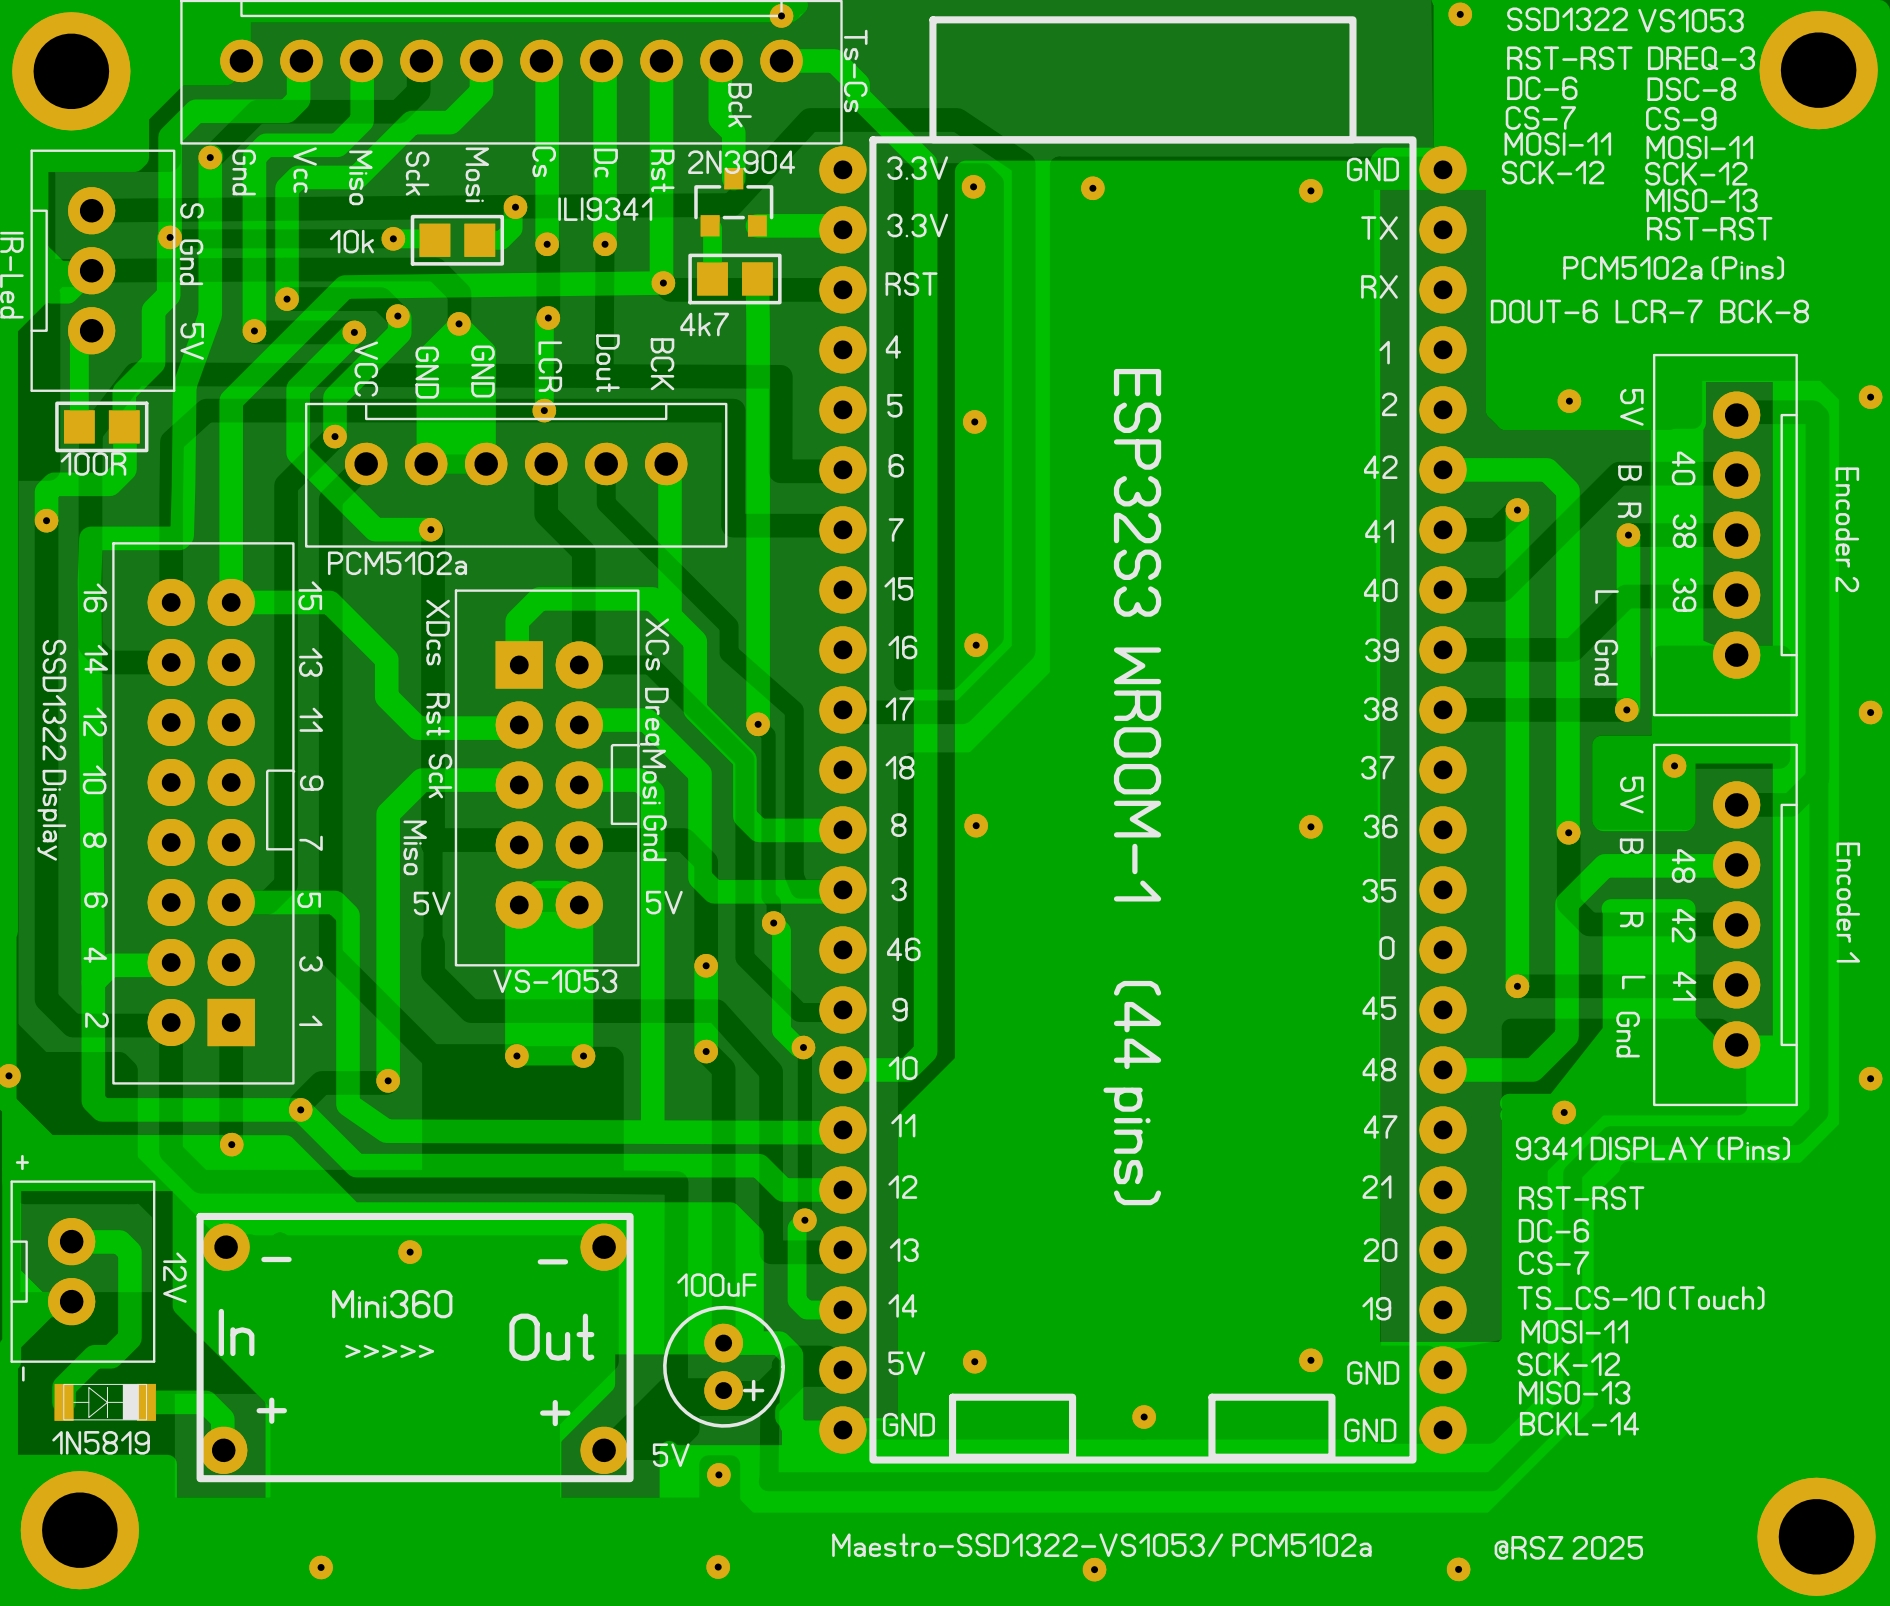 SSD1322 VS1053
RST-RST DREQ-3
DC-6 DSC-8
CS-7 CS-9
MOSI-11 MOSI-11
SCK-12 SCK-12
MISO-13
RST-RST
PCM5102a (Pins)
DOUT-6 LCR-7 BCK-8
Ts-Cs
Bck
Gnd
Vcc
Miso
Sck
Mosi
Cs
Dc
Rst
2N3904
ILI9341
10k
4k7
IR-Led
S
Gnd
5V
100R
VCC
GND
GND
LCR
Dout
BCK
PCM5102a
SSD1322 Display
16
14
12
10
8
6
4
2
15
13
11
9
7
5
3
1
XDcs
Rst
Sck
Miso
5V
XCs
Dreq
Mosi
Gnd
5V
VS-1053
ESP32S3 WROOM-1 (44 pins)
3.3V
3.3V
RST
4
5
6
7
15
16
17
18
8
3
46
9
10
11
12
13
14
5V
GND
GND
TX
RX
1
2
42
41
40
39
38
37
36
35
0
45
48
47
21
20
19
GND
GND
Encoder 2
5V
B
R
L
Gnd
40
38
39
Encoder 1
5V
B
R
L
Gnd
48
42
41
9341 DISPLAY (Pins)
RST-RST
DC-6
CS-7
TS_CS-10 (Touch)
MOSI-11
SCK-12
MISO-13
BCKL-14
+
12V
-
1N5819
- -
Mini360
In Out
>>>>>
+ +
100uF
+
5V
Maestro-SSD1322-VS1053/ PCM5102a
@RSZ 2025